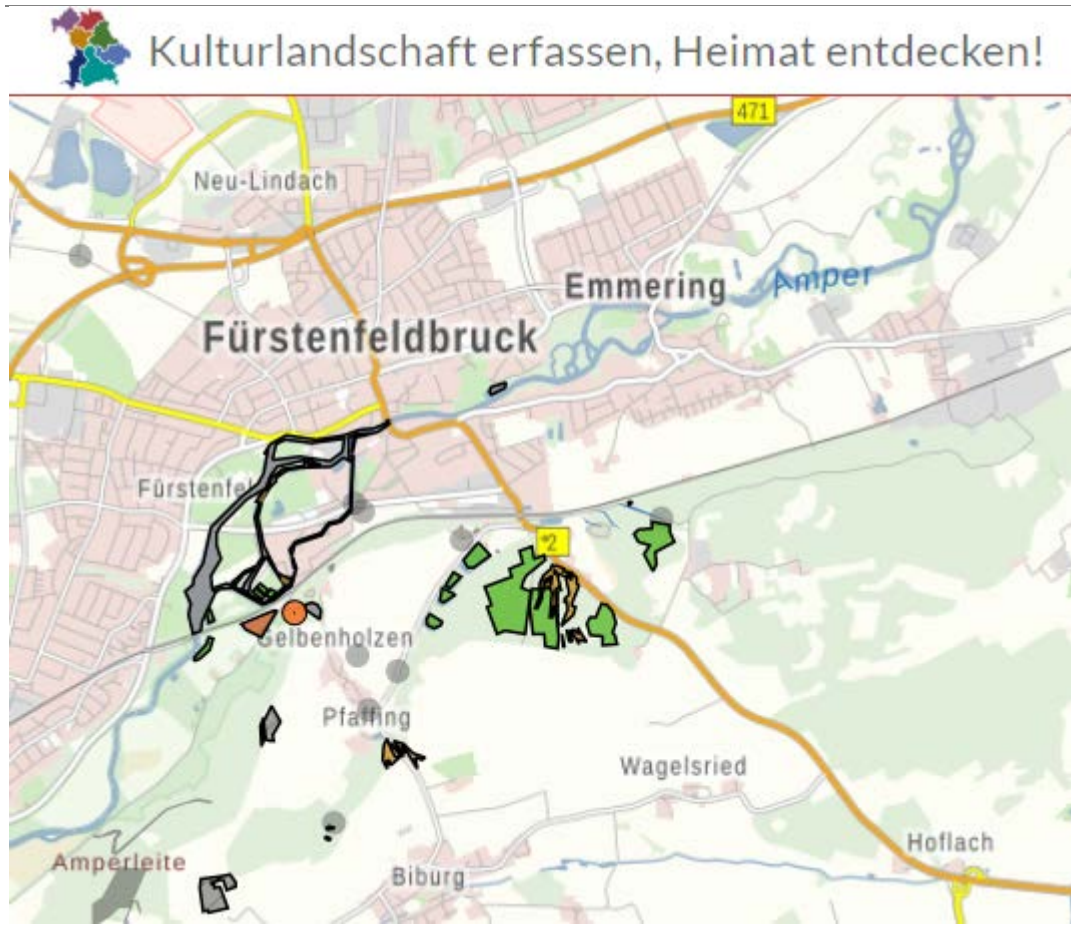 Kulturlandschaft erfassen, Heimat entdecken!
471
Neu-Lindach
Emmering
Amper
Fürstenfeldbruck
Fürstenfel
2
Gelbenholzen
Pfaffing
Wagelsried
Hoflach
Amperleite
Biburg